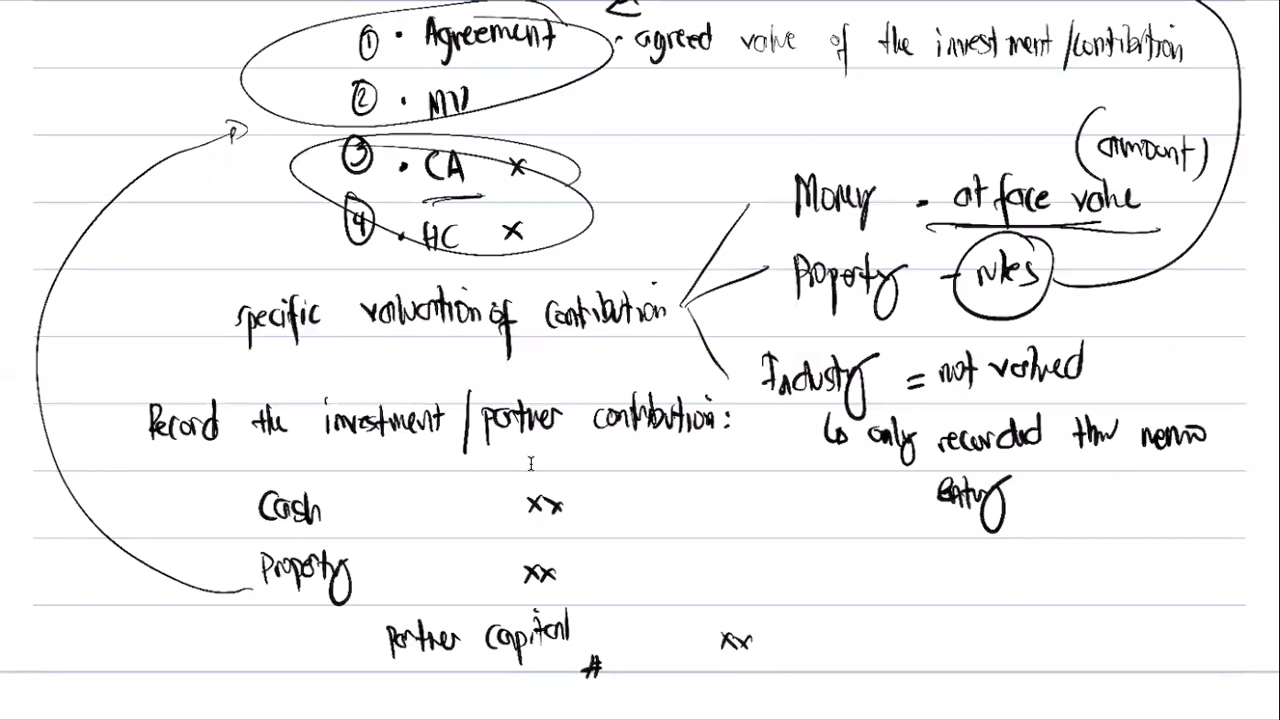 ① · Agreement · agreed value of the investment/contribution
② · MV
③ · CA x
④ · HC x
(amount)
Money - at face value
Property - rules
specific valuation of contribution
Industry = not valued
↳ only recorded thru memo entry
Record the investment / partner contribution:
Cash xx
Property xx
partner capital xx
#